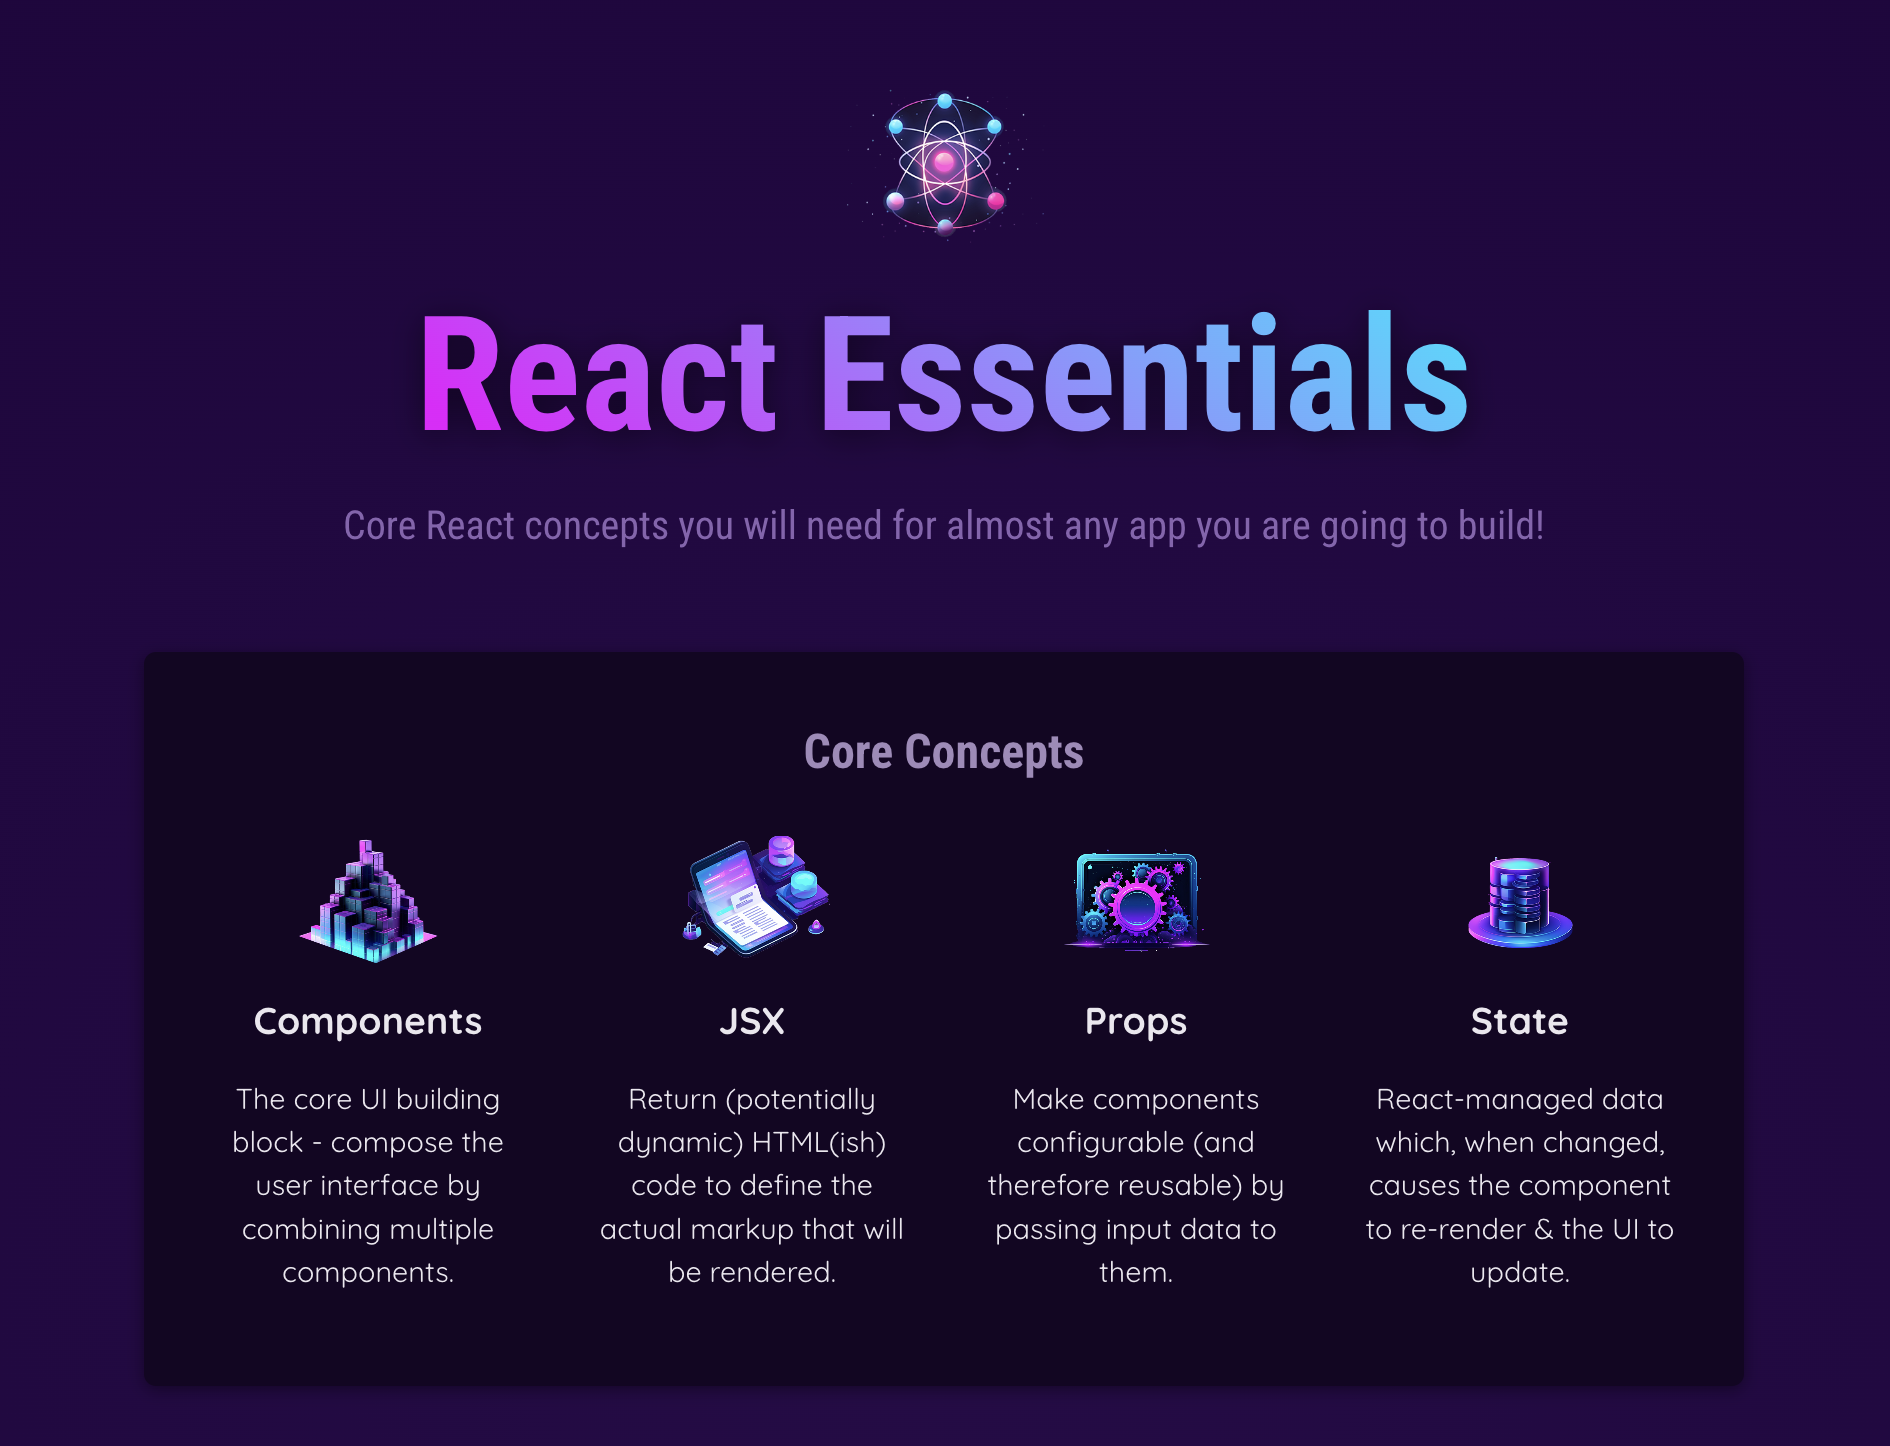 React Essentials
Core React concepts you will need for almost any app you are going to build!
Core Concepts
Components
The core UI building
block - compose the
user interface by
combining multiple
components.
JSX
Return (potentially
dynamic) HTML(ish)
code to define the
actual markup that will
be rendered.
Props
Make components
configurable (and
therefore reusable) by
passing input data to
them.
State
React-managed data
which, when changed,
causes the component
to re-render & the UI to
update.